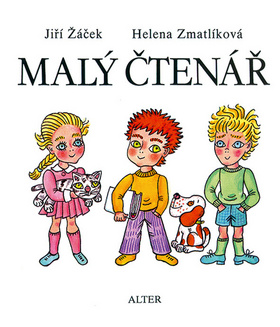 Jiří Žáček Helena Zmatlíková
MALÝ ČTENÁŘ
ALTER